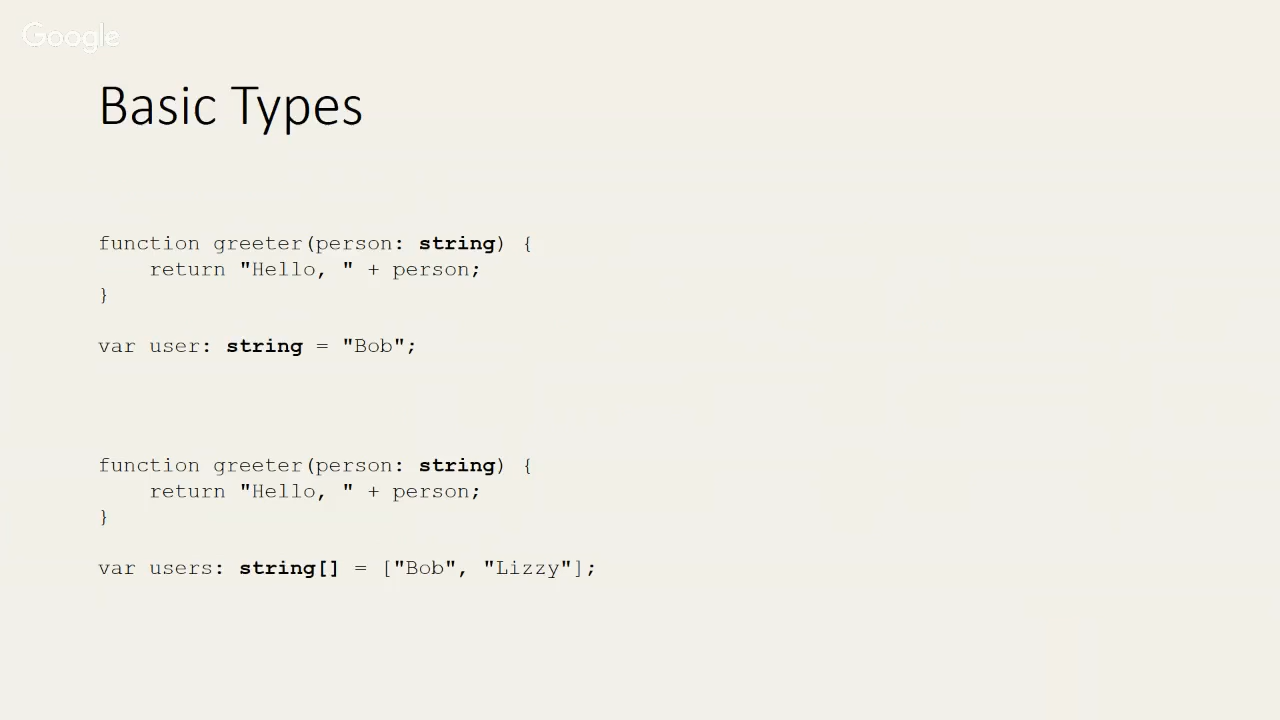 Google
Basic Types
function greeter(person: string) {
    return "Hello, " + person;
}
var user: string = "Bob";
function greeter(person: string) {
    return "Hello, " + person;
}
var users: string[] = ["Bob", "Lizzy"];